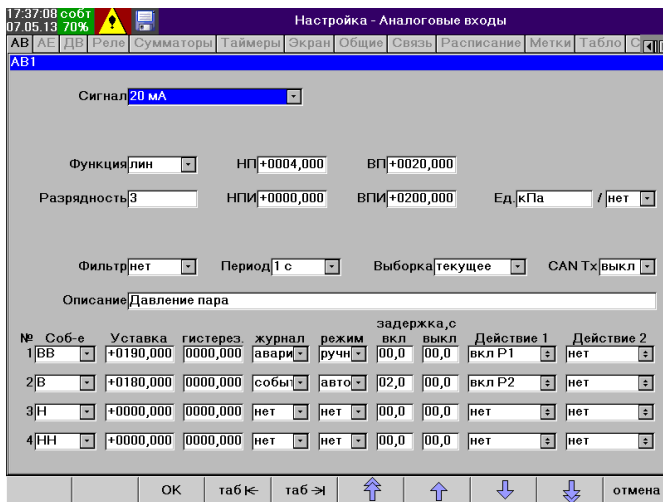 17:37:08 собт
07.05.13 70%
Настройка - Аналоговые входы
АВ АЕ ДВ Реле Сумматоры Таймеры Экран Общие Связь Расписание Метки Табло С
АВ1
Сигнал 20 мА
Функция лин НП +0004,000 ВП +0020,000
Разрядность 3 НПИ +0000,000 ВПИ +0200,000 Ед. кПа / нет
Фильтр нет Период 1 с Выборка текущее CAN Tx выкл
Описание Давление пара
задержка,с
№ Соб-е Уставка гистерез. журнал режим вкл выкл Действие 1 Действие 2
1 ВВ +0190,000 0000,000 авари ручн 00,0 00,0 вкл P1 нет
2 В +0180,000 0000,000 событ авто 02,0 00,0 вкл P2 нет
3 Н +0000,000 0000,000 нет нет 00,0 00,0 нет нет
4 НН +0000,000 0000,000 нет нет 00,0 00,0 нет нет
ОК таб таб отмена